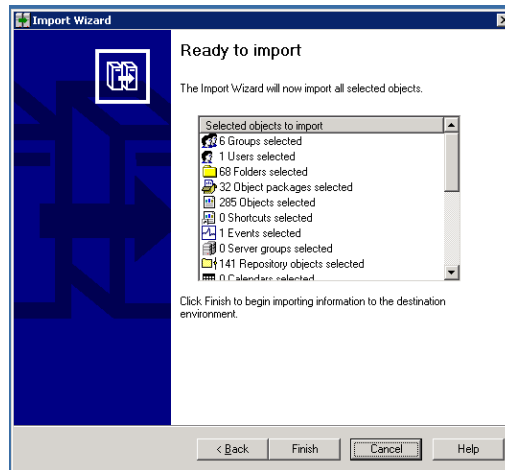 Import Wizard
Ready to import
The Import Wizard will now import all selected objects.
Selected objects to import
6 Groups selected
1 Users selected
68 Folders selected
32 Object packages selected
285 Objects selected
0 Shortcuts selected
1 Events selected
0 Server groups selected
141 Repository objects selected
0 Calendars selected
Click Finish to begin importing information to the destination
environment.
< Back Finish Cancel Help